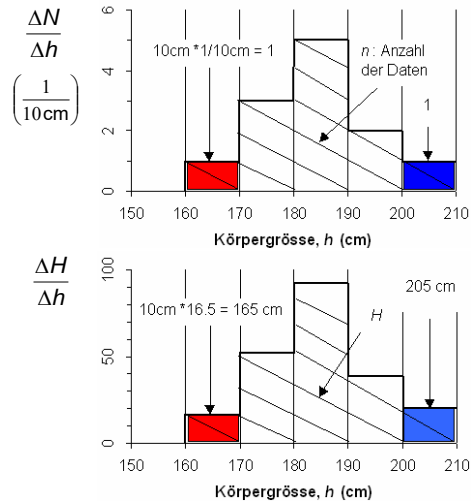 ΔN
Δh
(1
10cm)
6
4
2
0
10cm *1/10cm = 1
n: Anzahl
der Daten
1
150 160 170 180 190 200 210
Körpergrösse, h (cm)
ΔH
Δh
100
50
0
10cm *16.5 = 165 cm
H
205 cm
150 160 170 180 190 200 210
Körpergrösse, h (cm)